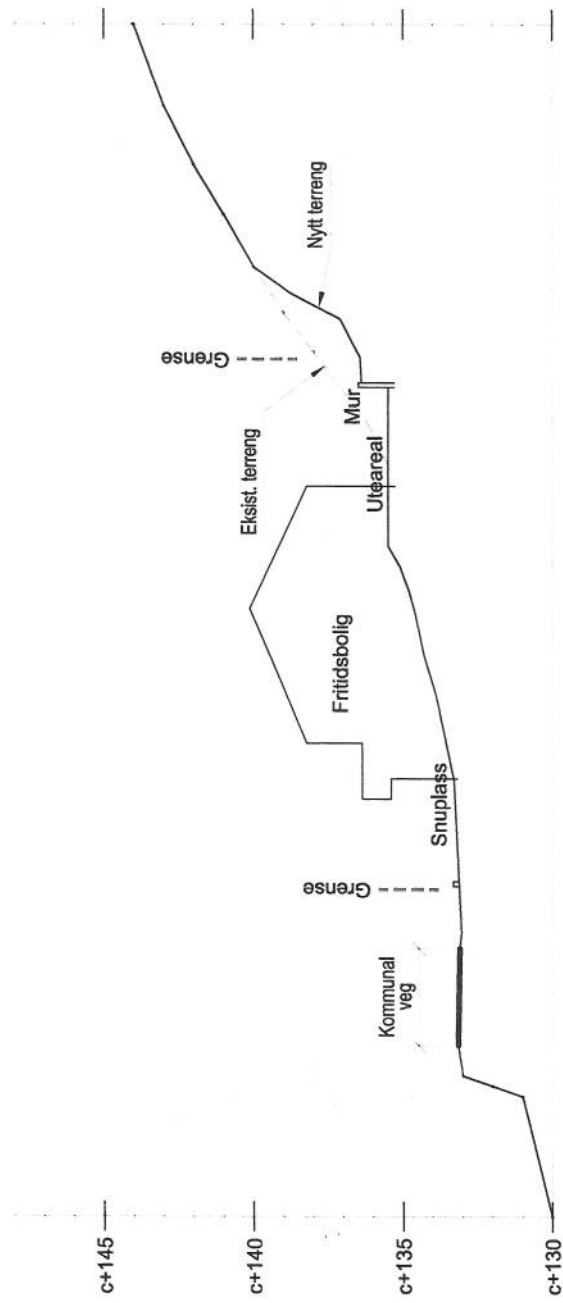 c+145
c+140
c+135
c+130
Kommunal
veg
Grense
Snuplass
Fritidsbolig
Uteareal
Mur
Eksist. terreng
Grense
Nytt terreng